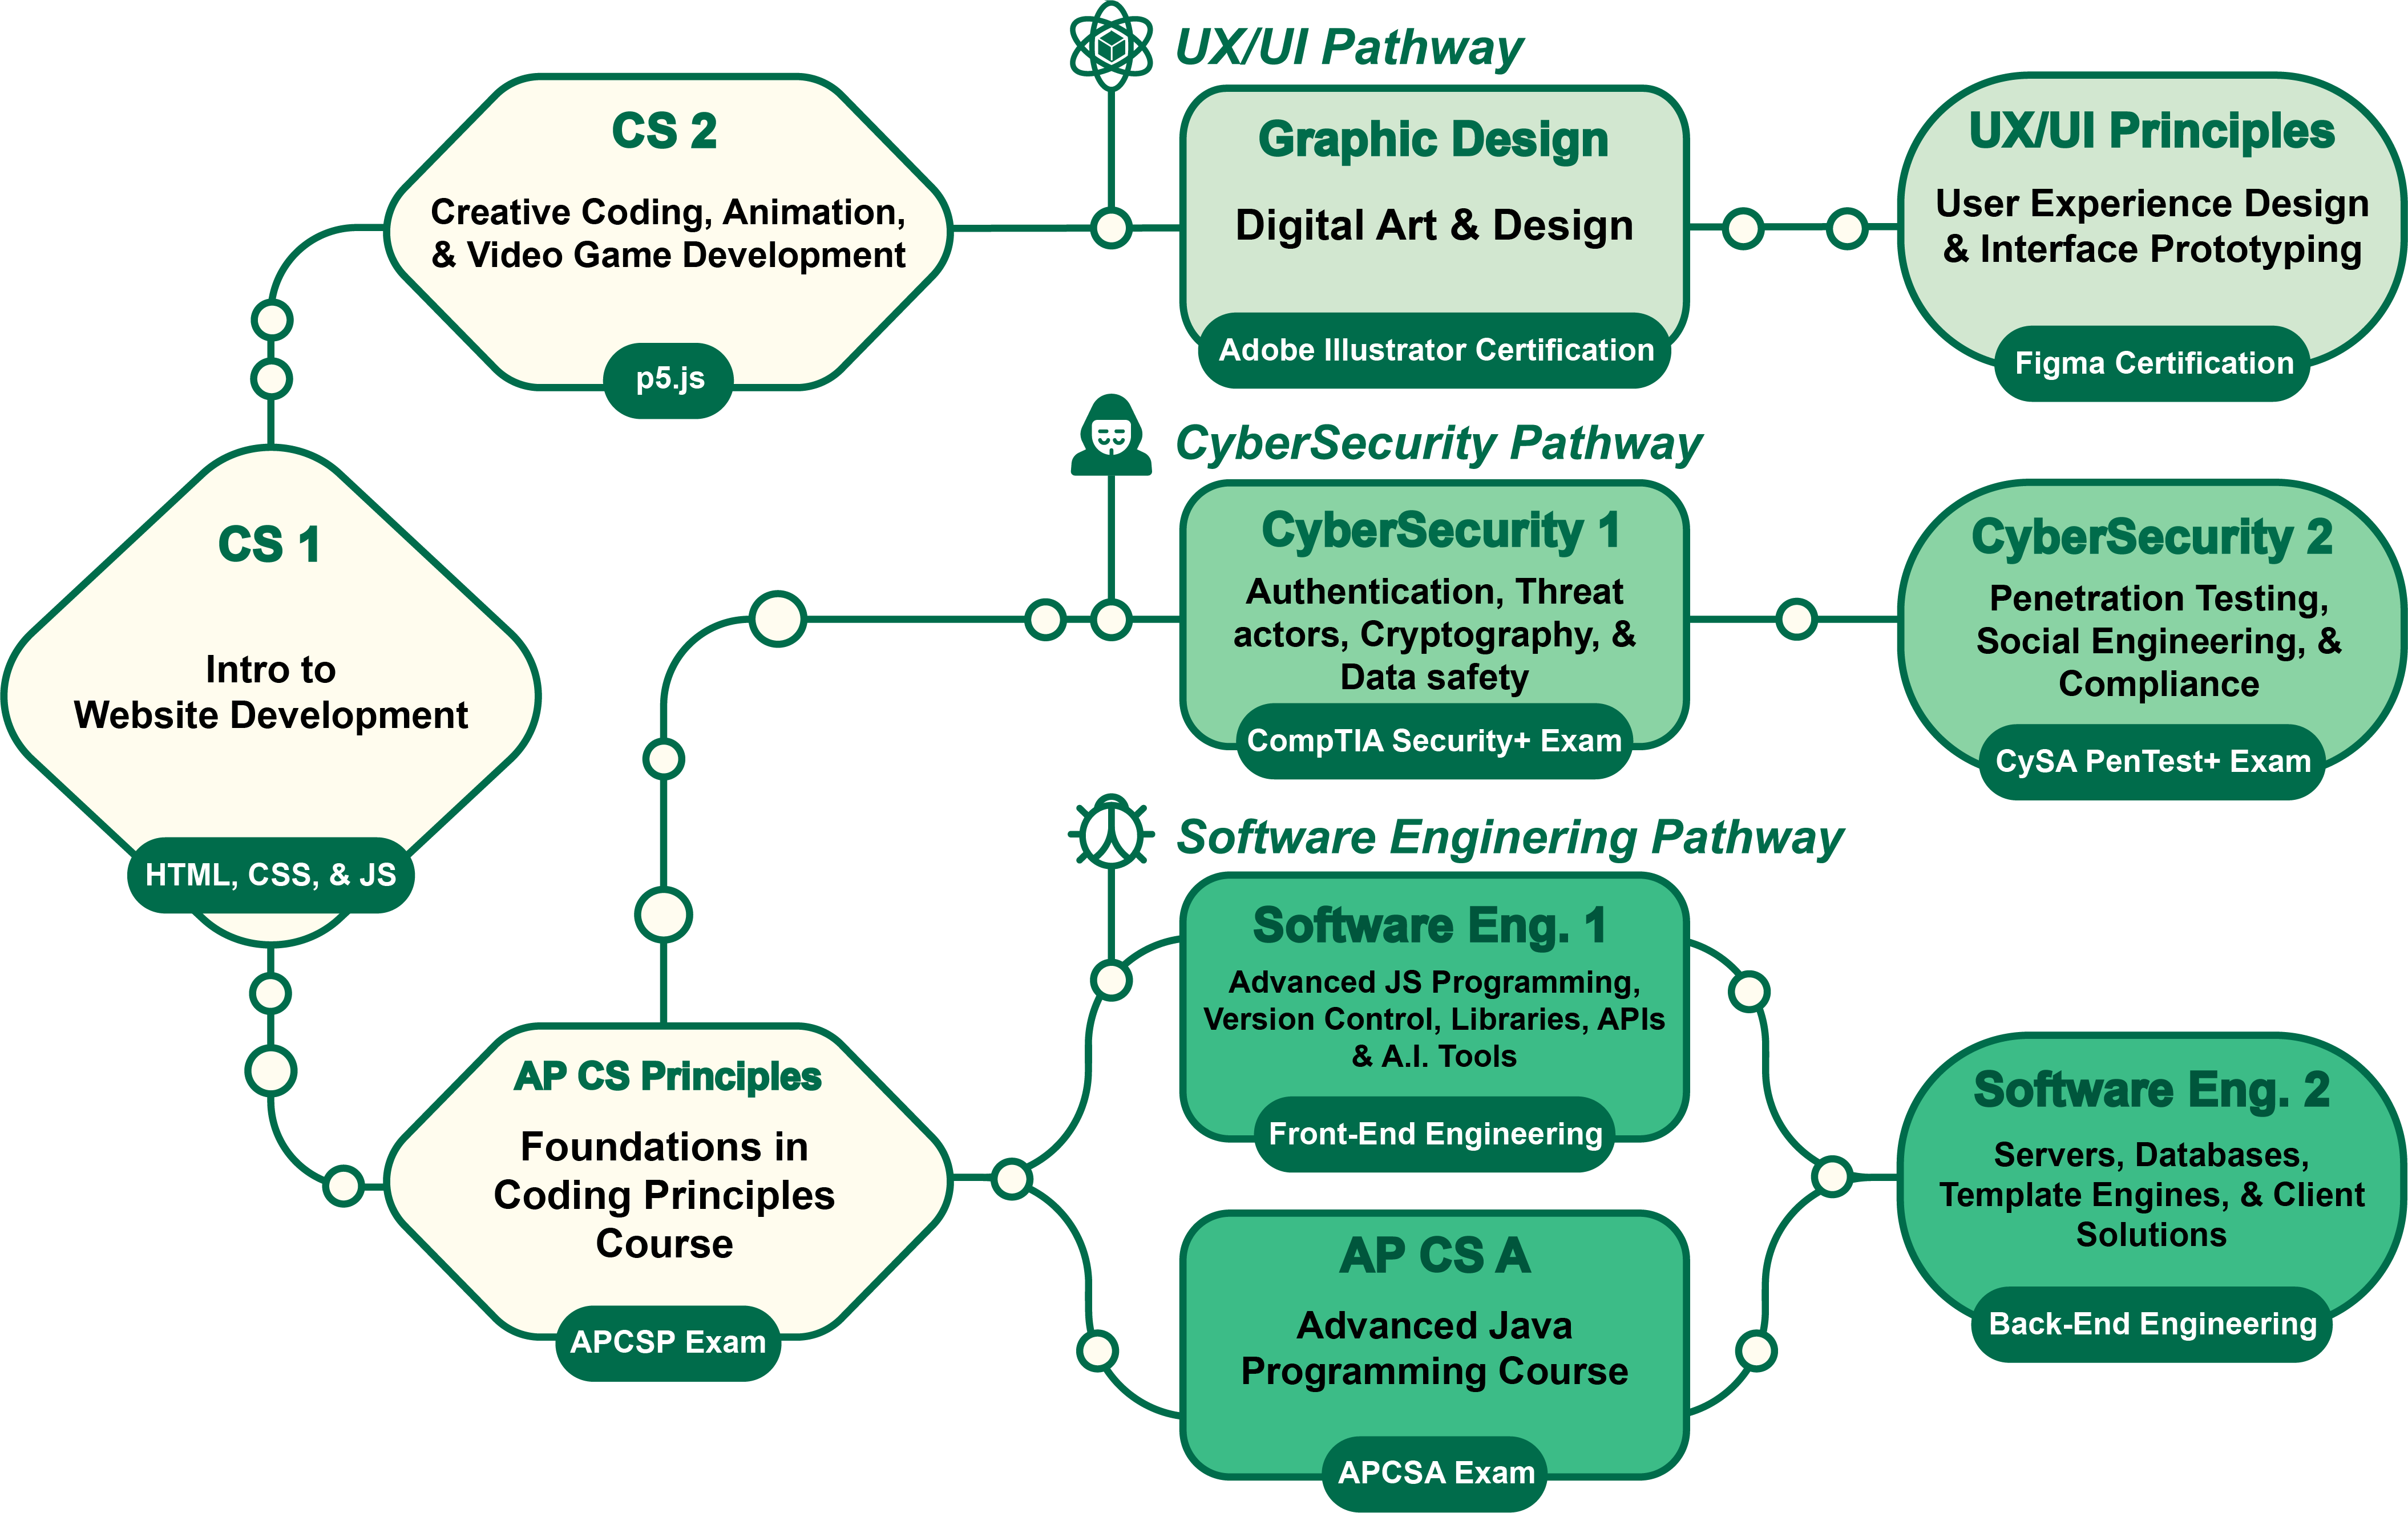 UX/UI Pathway
CS 2
Creative Coding, Animation,
& Video Game Development
p5.js
Graphic Design
Digital Art & Design
Adobe Illustrator Certification
UX/UI Principles
User Experience Design
& Interface Prototyping
Figma Certification
CS 1
Intro to
Website Development
HTML, CSS, & JS
CyberSecurity Pathway
CyberSecurity 1
Authentication, Threat
actors, Cryptography, &
Data safety
CompTIA Security+ Exam
CyberSecurity 2
Penetration Testing,
Social Engineering, &
Compliance
CySA PenTest+ Exam
AP CS Principles
Foundations in
Coding Principles
Course
APCSP Exam
Software Enginering Pathway
Software Eng. 1
Advanced JS Programming,
Version Control, Libraries, APIs
& A.I. Tools
Front-End Engineering
AP CS A
Advanced Java
Programming Course
APCSA Exam
Software Eng. 2
Servers, Databases,
Template Engines, & Client
Solutions
Back-End Engineering